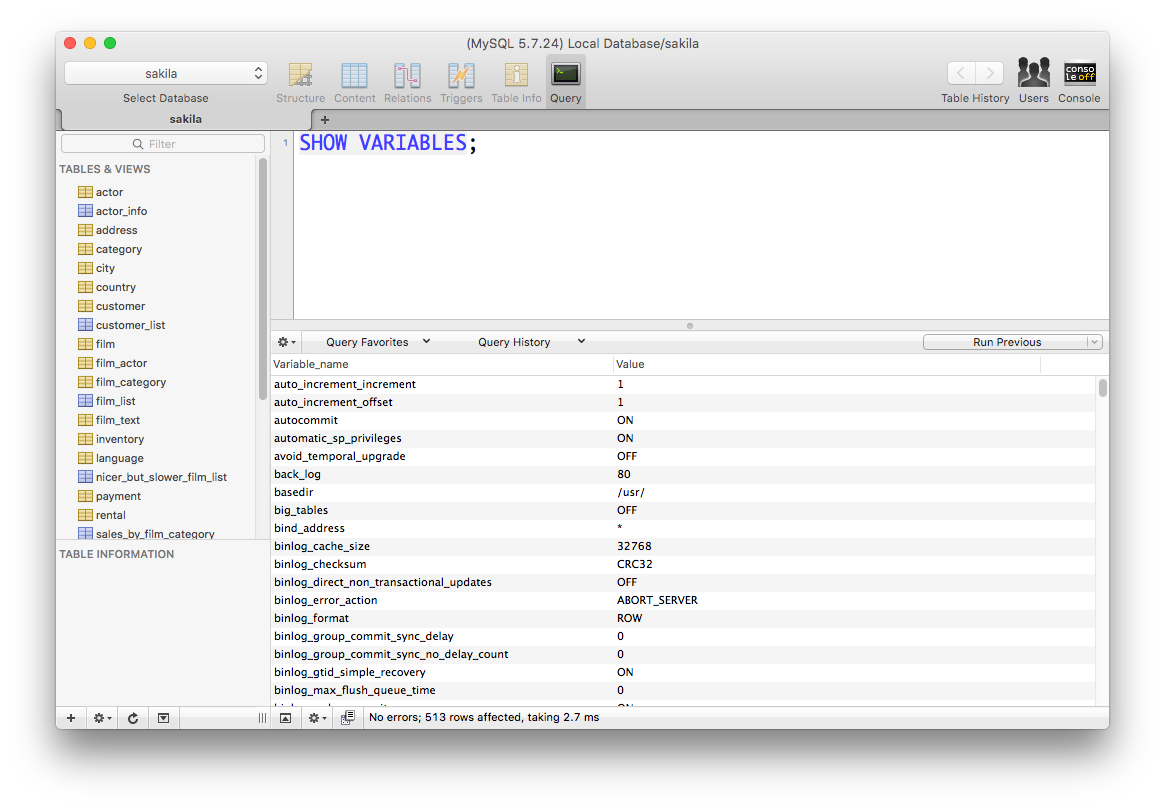 (MySQL 5.7.24) Local Database/sakila
sakila
Select Database
Structure
Content
Relations
Triggers
Table Info
Query
Table History
Users
conso
le off
Console
sakila
+
Filter
TABLES & VIEWS
actor
actor_info
address
category
city
country
customer
customer_list
film
film_actor
film_category
film_list
film_text
inventory
language
nicer_but_slower_film_list
payment
rental
sales_by_film_category
TABLE INFORMATION
1 SHOW VARIABLES;
Query Favorites
Query History
Run Previous
Variable_name Value
auto_increment_increment 1
auto_increment_offset 1
autocommit ON
automatic_sp_privileges ON
avoid_temporal_upgrade OFF
back_log 80
basedir /usr/
big_tables OFF
bind_address *
binlog_cache_size 32768
binlog_checksum CRC32
binlog_direct_non_transactional_updates OFF
binlog_error_action ABORT_SERVER
binlog_format ROW
binlog_group_commit_sync_delay 0
binlog_group_commit_sync_no_delay_count 0
binlog_gtid_simple_recovery ON
binlog_max_flush_queue_time 0
No errors; 513 rows affected, taking 2.7 ms